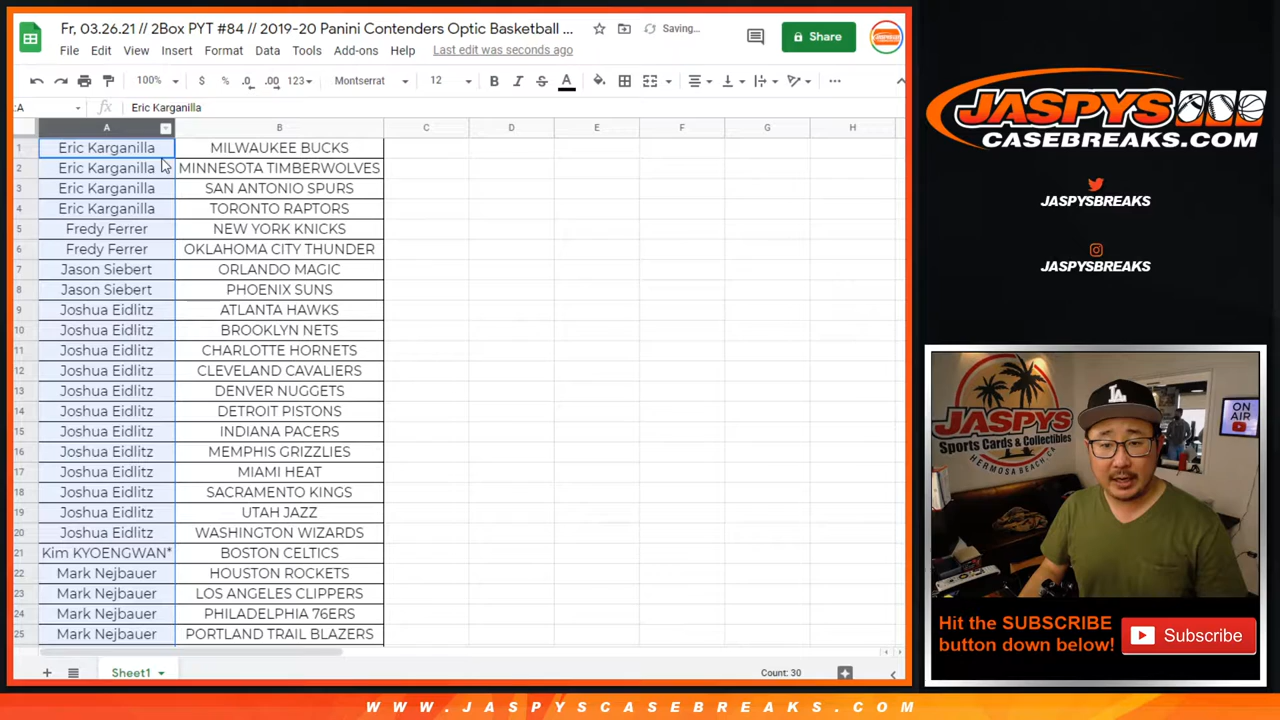 Fr, 03.26.21 // 2Box PYT #84 // 2019-20 Panini Contenders Optic Basketball ...
Saving...
Share
File Edit View Insert Format Data Tools Add-ons Help Last edit was seconds ago
100% $ % .0 .00 123 Montserrat 12 B I S A ...
:A fx Eric Karganilla
A B C D E F G H
1 Eric Karganilla MILWAUKEE BUCKS
2 Eric Karganilla MINNESOTA TIMBERWOLVES
3 Eric Karganilla SAN ANTONIO SPURS
4 Eric Karganilla TORONTO RAPTORS
5 Fredy Ferrer NEW YORK KNICKS
6 Fredy Ferrer OKLAHOMA CITY THUNDER
7 Jason Siebert ORLANDO MAGIC
8 Jason Siebert PHOENIX SUNS
9 Joshua Eidlitz ATLANTA HAWKS
10 Joshua Eidlitz BROOKLYN NETS
11 Joshua Eidlitz CHARLOTTE HORNETS
12 Joshua Eidlitz CLEVELAND CAVALIERS
13 Joshua Eidlitz DENVER NUGGETS
14 Joshua Eidlitz DETROIT PISTONS
15 Joshua Eidlitz INDIANA PACERS
16 Joshua Eidlitz MEMPHIS GRIZZLIES
17 Joshua Eidlitz MIAMI HEAT
18 Joshua Eidlitz SACRAMENTO KINGS
19 Joshua Eidlitz UTAH JAZZ
20 Joshua Eidlitz WASHINGTON WIZARDS
21 Kim KYOENGWAN* BOSTON CELTICS
22 Mark Nejbauer HOUSTON ROCKETS
23 Mark Nejbauer LOS ANGELES CLIPPERS
24 Mark Nejbauer PHILADELPHIA 76ERS
25 Mark Nejbauer PORTLAND TRAIL BLAZERS
Sheet1
Count: 30
JASPYS
CASEBREAKS.COM
JASPYSBREAKS
JASPYSBREAKS
JASPYS
Sports Cards & Collectibles
HERMOSA BEACH, CA
LA
ON
AIR
Hit the SUBSCRIBE
button down below!
Subscribe
WWW.JASPYSCASEBREAKS.COM